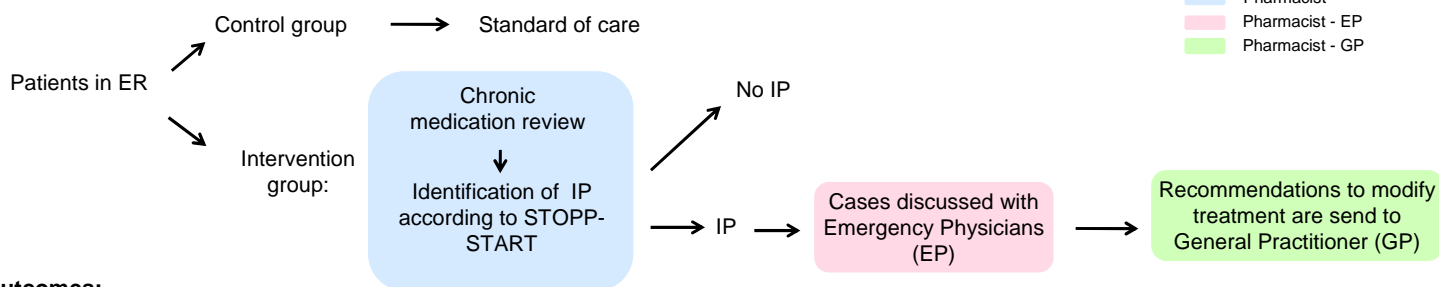 Pharmacist
Control group
Standard of care
Pharmacist - EP
Pharmacist - GP
Patients in ER
Chronic
medication review
No IP
Intervention
group:
Identification of IP
according to STOPP-
START
IP
Cases discussed with
Emergency Physicians
(EP)
Recommendations to modify
treatment are send to
General Practitioner (GP)